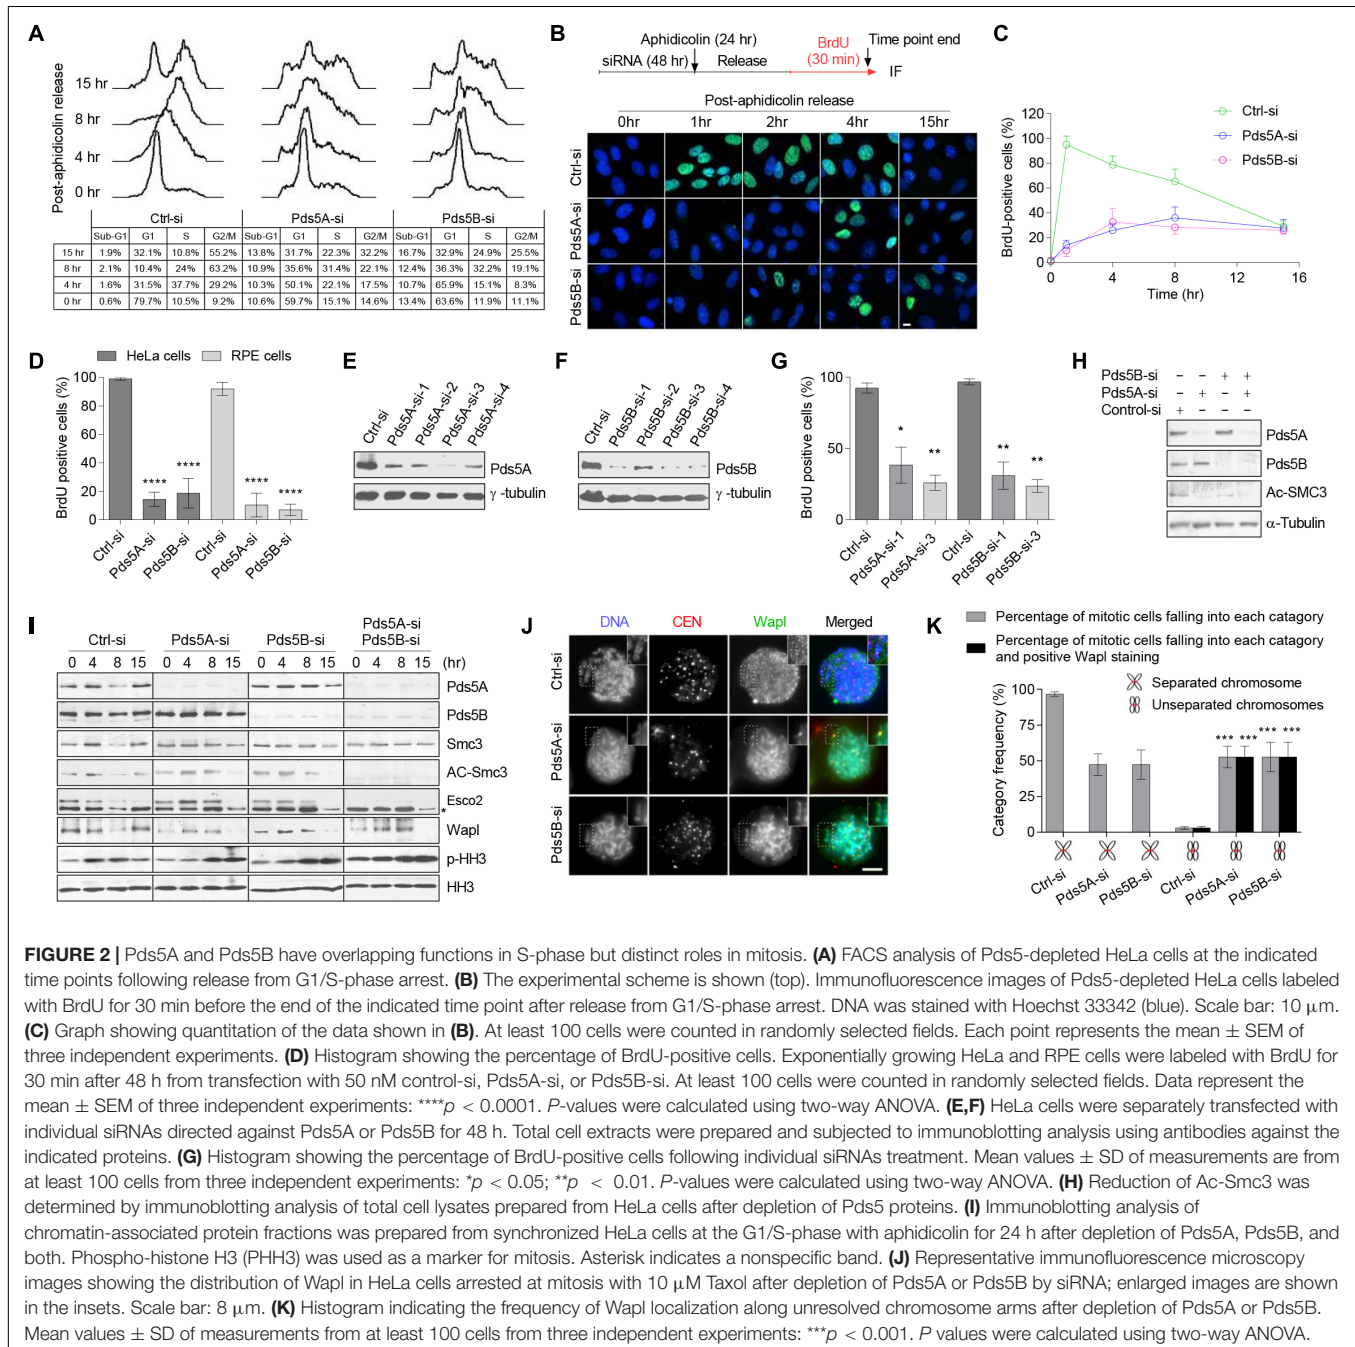 A
Post-aphidicolin release
15 hr
8 hr
4 hr
0 hr
Ctrl-si Pds5A-si Pds5B-si
Sub-G1 G1 S G2/M Sub-G1 G1 S G2/M Sub-G1 G1 S G2/M
15 hr 1.9% 32.1% 10.8% 55.2% 13.8% 31.7% 22.3% 32.2% 16.7% 32.9% 24.9% 25.5%
8 hr 2.1% 10.4% 24% 63.2% 10.9% 35.6% 31.4% 22.1% 12.4% 36.3% 32.2% 19.1%
4 hr 1.6% 31.5% 37.7% 29.2% 10.3% 50.1% 22.1% 17.5% 10.7% 65.9% 15.1% 8.3%
0 hr 0.6% 79.7% 10.5% 9.2% 10.6% 59.7% 15.1% 14.6% 13.4% 63.6% 11.9% 11.1%
B
Aphidicolin (24 hr) BrdU Time point end
siRNA (48 hr) Release (30 min) IF
Post-aphidicolin release
0hr 1hr 2hr 4hr 15hr
Ctrl-si
Pds5A-si
Pds5B-si
C
BrdU-positive cells (%)
120
100
80
60
40
20
0
0 4 8 12 16
Time (hr)
Ctrl-si
Pds5A-si
Pds5B-si
D
HeLa cells RPE cells
BrdU positive cells (%)
100
80
60
40
20
0
**** **** **** ****
Ctrl-si Pds5A-si Pds5B-si Ctrl-si Pds5A-si Pds5B-si
E
Ctrl-si Pds5A-si-1 Pds5A-si-2 Pds5A-si-3 Pds5A-si-4
Pds5A
γ -tubulin
F
Ctrl-si Pds5B-si-1 Pds5B-si-2 Pds5B-si-3 Pds5B-si-4
Pds5B
γ -tubulin
G
BrdU positive cells (%)
100
50
0
* ** ** **
Ctrl-si Pds5A-si-1 Pds5A-si-3 Ctrl-si Pds5B-si-1 Pds5B-si-3
H
Pds5B-si – – + +
Pds5A-si – + – +
Control-si + – – –
Pds5A
Pds5B
Ac-SMC3
α-Tubulin
I
Ctrl-si Pds5A-si Pds5B-si Pds5A-si
Pds5B-si
0 4 8 15 0 4 8 15 0 4 8 15 0 4 8 15 (hr)
Pds5A
Pds5B
Smc3
AC-Smc3
Esco2
*
Wapl
p-HH3
HH3
J
DNA CEN Wapl Merged
Ctrl-si
Pds5A-si
Pds5B-si
K
Percentage of mitotic cells falling into each catagory
Percentage of mitotic cells falling into each catagory
and positive Wapl staining
Separated chromosome
Unseparated chromosomes
Category frequency (%)
100
50
0
*** *** *** ***
Ctrl-si Pds5A-si Pds5B-si Ctrl-si Pds5A-si Pds5B-si
FIGURE 2 | Pds5A and Pds5B have overlapping functions in S-phase but distinct roles in mitosis. (A) FACS analysis of Pds5-depleted HeLa cells at the indicated
time points following release from G1/S-phase arrest. (B) The experimental scheme is shown (top). Immunofluorescence images of Pds5-depleted HeLa cells labeled
with BrdU for 30 min before the end of the indicated time point after release from G1/S-phase arrest. DNA was stained with Hoechst 33342 (blue). Scale bar: 10 μm.
(C) Graph showing quantitation of the data shown in (B). At least 100 cells were counted in randomly selected fields. Each point represents the mean ± SEM of
three independent experiments. (D) Histogram showing the percentage of BrdU-positive cells. Exponentially growing HeLa and RPE cells were labeled with BrdU for
30 min after 48 h from transfection with 50 nM control-si, Pds5A-si, or Pds5B-si. At least 100 cells were counted in randomly selected fields. Data represent the
mean ± SEM of three independent experiments: ****p < 0.0001. P-values were calculated using two-way ANOVA. (E,F) HeLa cells were separately transfected with
individual siRNAs directed against Pds5A or Pds5B for 48 h. Total cell extracts were prepared and subjected to immunoblotting analysis using antibodies against the
indicated proteins. (G) Histogram showing the percentage of BrdU-positive cells following individual siRNAs treatment. Mean values ± SD of measurements are from
at least 100 cells from three independent experiments: *p < 0.05; **p < 0.01. P-values were calculated using two-way ANOVA. (H) Reduction of Ac-Smc3 was
determined by immunoblotting analysis of total cell lysates prepared from HeLa cells after depletion of Pds5 proteins. (I) Immunoblotting analysis of
chromatin-associated protein fractions was prepared from synchronized HeLa cells at the G1/S-phase with aphidicolin for 24 h after depletion of Pds5A, Pds5B, and
both. Phospho-histone H3 (PHH3) was used as a marker for mitosis. Asterisk indicates a nonspecific band. (J) Representative immunofluorescence microscopy
images showing the distribution of Wapl in HeLa cells arrested at mitosis with 10 μM Taxol after depletion of Pds5A or Pds5B by siRNA; enlarged images are shown
in the insets. Scale bar: 8 μm. (K) Histogram indicating the frequency of Wapl localization along unresolved chromosome arms after depletion of Pds5A or Pds5B.
Mean values ± SD of measurements from at least 100 cells from three independent experiments: ***p < 0.001. P values were calculated using two-way ANOVA.